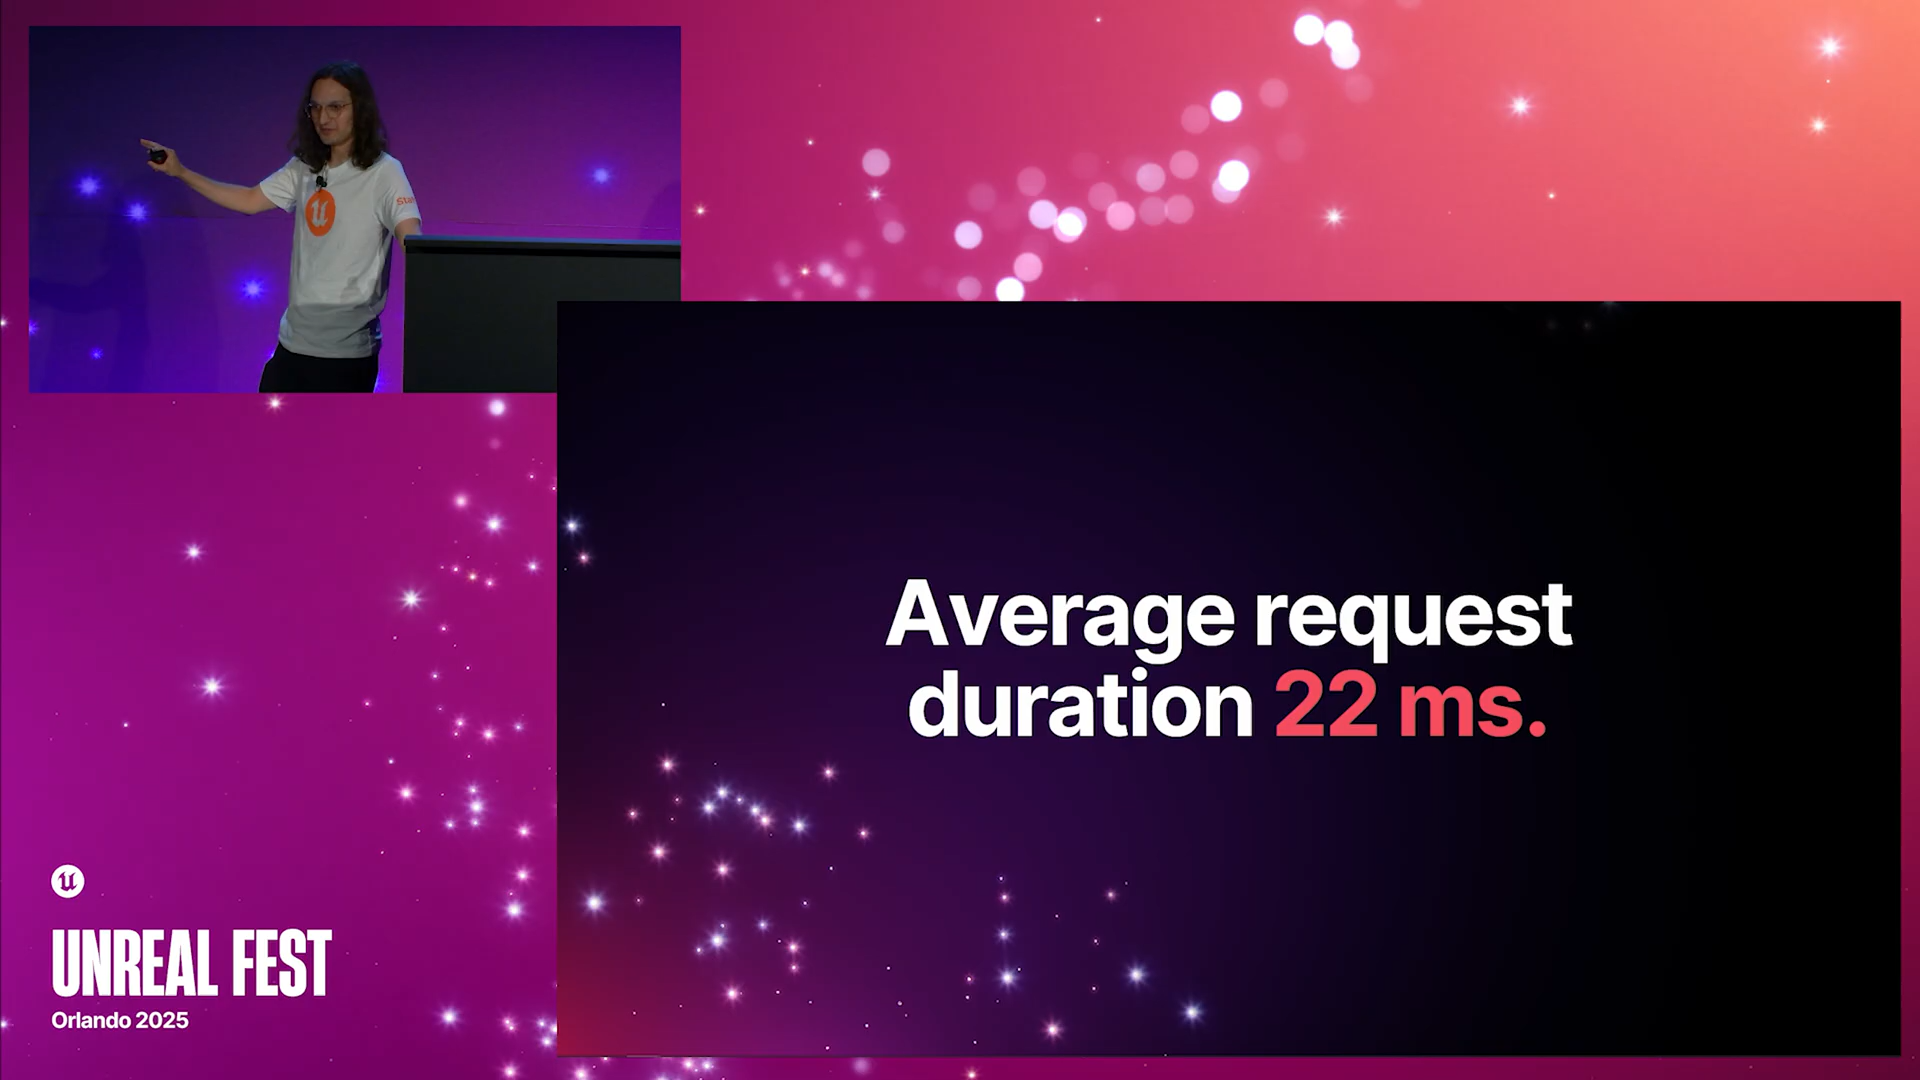 Average request
duration 22 ms.
UNREAL FEST
Orlando 2025